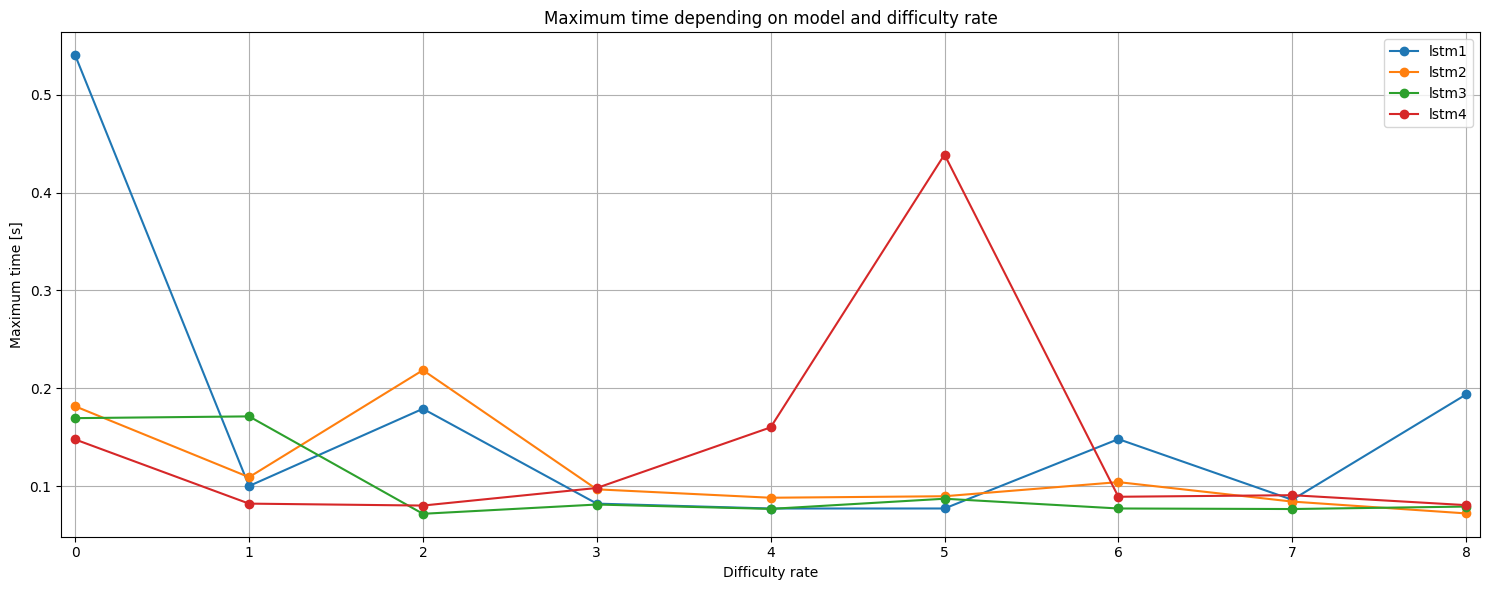 Maximum time depending on model and difficulty rate
lstm1
lstm2
lstm3
lstm4
Maximum time [s]
0.5
0.4
0.3
0.2
0.1
0 1 2 3 4 5 6 7 8
Difficulty rate